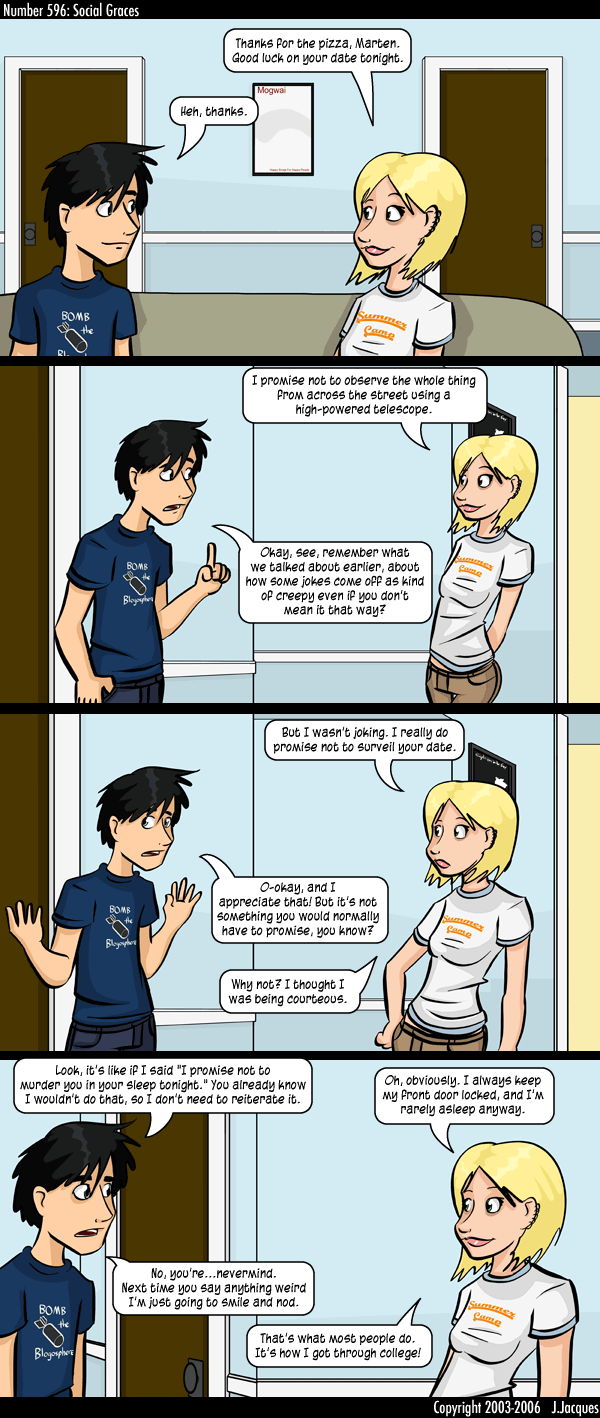 Number 596: Social Graces
Thanks for the pizza, Marten.
Good luck on your date tonight.
Heh, thanks.
Mogwai
Happy Songs For Happy People
BOMB
the
Blogosphere
Summer
Camp
I promise not to observe the whole thing
from across the street using a
high-powered telescope.
Okay, see, remember what
we talked about earlier, about
how some jokes come off as kind
of creepy even if you don't
mean it that way?
BOMB
the
Blogosphere
Summer
Camp
But I wasn't joking. I really do
promise not to surveil your date.
O-okay, and I
appreciate that! But it's not
something you would normally
have to promise, you know?
Why not? I thought I
was being courteous.
BOMB
the
Blogosphere
Summer
Camp
Look, it's like if I said "I promise not to
murder you in your sleep tonight." You already know
I wouldn't do that, so I don't need to reiterate it.
Oh, obviously. I always keep
my front door locked, and I'm
rarely asleep anyway.
No, you're...nevermind.
Next time you say anything weird
I'm just going to smile and nod.
That's what most people do.
It's how I got through college!
BOMB
the
Blogosphere
Summer
Camp
Copyright 2003-2006 J.Jacques